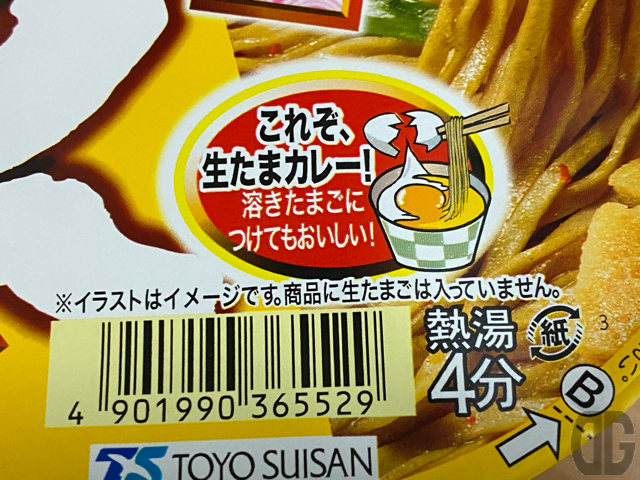 これぞ、
生たまカレー!
溶きたまごに
つけてもおいしい!
※イラストはイメージです。商品に生たまごは入っていません。
熱湯
4分
紙
3
B
4 901990 365529
TS TOYO SUISAN